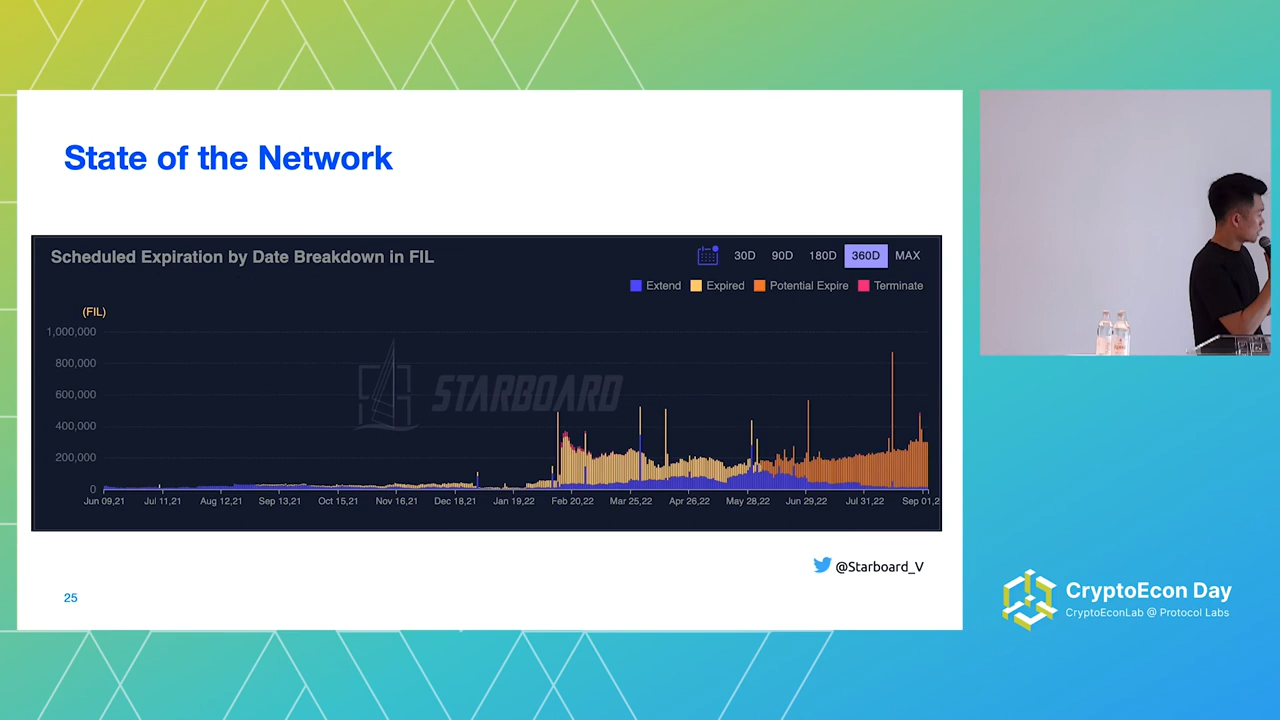 State of the Network
Scheduled Expiration by Date Breakdown in FIL
30D 90D 180D 360D MAX
Extend Expired Potential Expire Terminate
(FIL)
1,000,000
800,000
600,000
400,000
200,000
0
STARBOARD
Jun 09,21 Jul 11,21 Aug 12,21 Sep 13,21 Oct 15,21 Nov 16,21 Dec 18,21 Jan 19,22 Feb 20,22 Mar 25,22 Apr 26,22 May 28,22 Jun 29,22 Jul 31,22 Sep 01,2
@Starboard_V
25
CryptoEcon Day
CryptoEconLab @ Protocol Labs